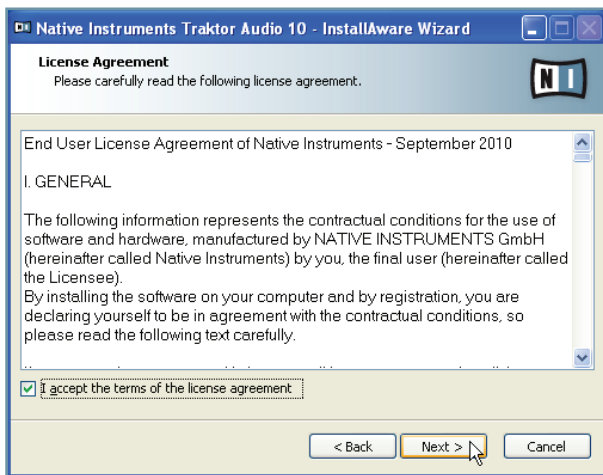 Native Instruments Traktor Audio 10 - InstallAware Wizard
License Agreement
Please carefully read the following license agreement.
N I
End User License Agreement of Native Instruments - September 2010
I. GENERAL
The following information represents the contractual conditions for the use of
software and hardware, manufactured by NATIVE INSTRUMENTS GmbH
(hereinafter called Native Instruments) by you, the final user (hereinafter called
the Licensee).
By installing the software on your computer and by registration, you are
declaring yourself to be in agreement with the contractual conditions, so
please read the following text carefully.
I accept the terms of the license agreement
< Back
Next >
Cancel